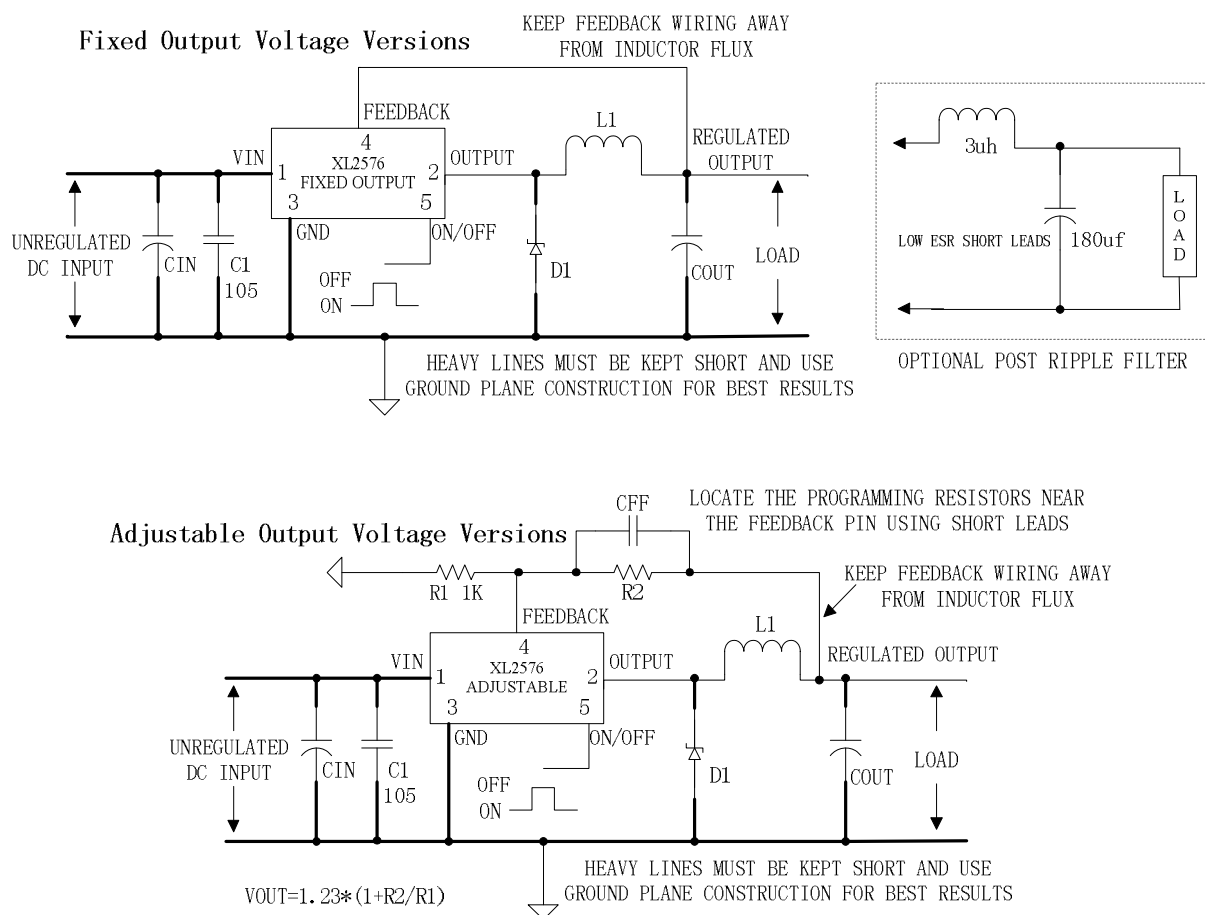 Fixed Output Voltage Versions
KEEP FEEDBACK WIRING AWAY
FROM INDUCTOR FLUX
FEEDBACK
4
XL2576
FIXED OUTPUT
VIN
1
OUTPUT
2
3
5
GND
ON/OFF
L1
REGULATED
OUTPUT
UNREGULATED
DC INPUT
CIN
C1
105
OFF
ON
D1
COUT
LOAD
HEAVY LINES MUST BE KEPT SHORT AND USE
GROUND PLANE CONSTRUCTION FOR BEST RESULTS
3uh
LOW ESR SHORT LEADS
180uf
LOAD
OPTIONAL POST RIPPLE FILTER
Adjustable Output Voltage Versions
CFF
LOCATE THE PROGRAMMING RESISTORS NEAR
THE FEEDBACK PIN USING SHORT LEADS
R1 1K
R2
KEEP FEEDBACK WIRING AWAY
FROM INDUCTOR FLUX
FEEDBACK
4
XL2576
ADJUSTABLE
VIN
1
OUTPUT
2
3
5
GND
ON/OFF
L1
REGULATED OUTPUT
UNREGULATED
DC INPUT
CIN
C1
105
OFF
ON
D1
COUT
LOAD
HEAVY LINES MUST BE KEPT SHORT AND USE
GROUND PLANE CONSTRUCTION FOR BEST RESULTS
VOUT=1.23*(1+R2/R1)